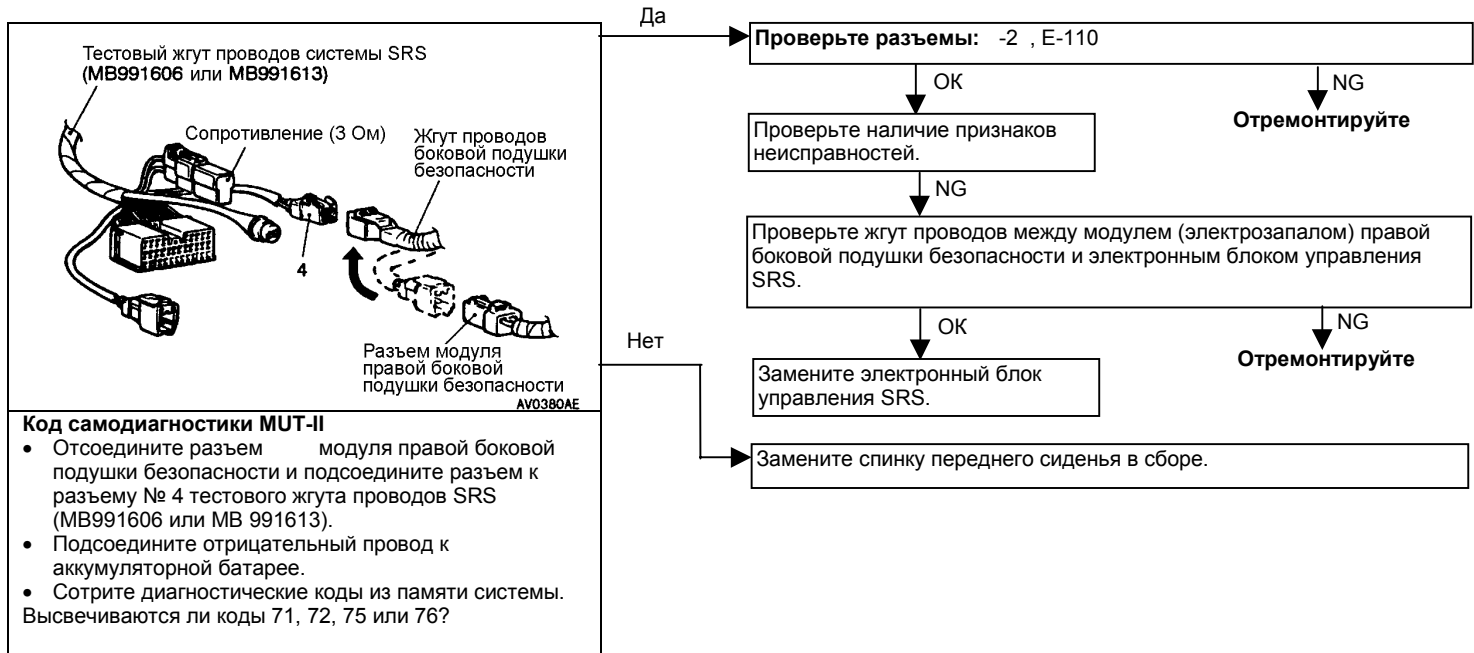 Тестовый жгут проводов системы SRS
(MB991606 или MB991613)
Сопротивление (3 Ом)
Жгут проводов
боковой подушки
безопасности
4
Разъем модуля
правой боковой
подушки безопасности
AV0380AE
Код самодиагностики MUT-II
• Отсоедините разъем модуля правой боковой
подушки безопасности и подсоедините разъем к
разъему № 4 тестового жгута проводов SRS
(MB991606 или MB 991613).
• Подсоедините отрицательный провод к
аккумуляторной батарее.
• Сотрите диагностические коды из памяти системы.
Высвечиваются ли коды 71, 72, 75 или 76?
Да
Проверьте разъемы: -2 , E-110
ОК
NG
Отремонтируйте
Проверьте наличие признаков
неисправностей.
NG
Проверьте жгут проводов между модулем (электрозапалом) правой
боковой подушки безопасности и электронным блоком управления
SRS.
ОК
NG
Отремонтируйте
Замените электронный блок
управления SRS.
Нет
Замените спинку переднего сиденья в сборе.